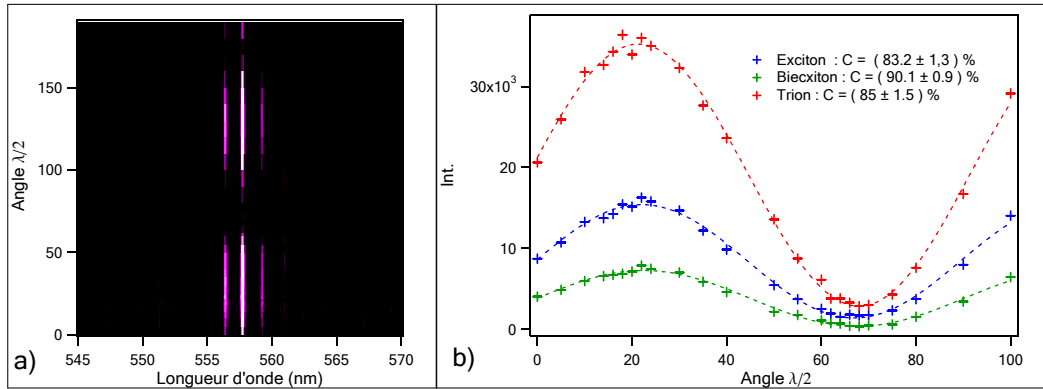 Angle λ/2
150
100
50
0
545
550
555
560
565
570
Longueur d'onde (nm)
a)
Int.
30x10³
20
10
0
0
20
40
60
80
100
Angle λ/2
b)
Exciton : C = ( 83.2 ± 1,3 ) %
Biecxiton : C = ( 90.1 ± 0.9 ) %
Trion : C = ( 85 ± 1.5 ) %